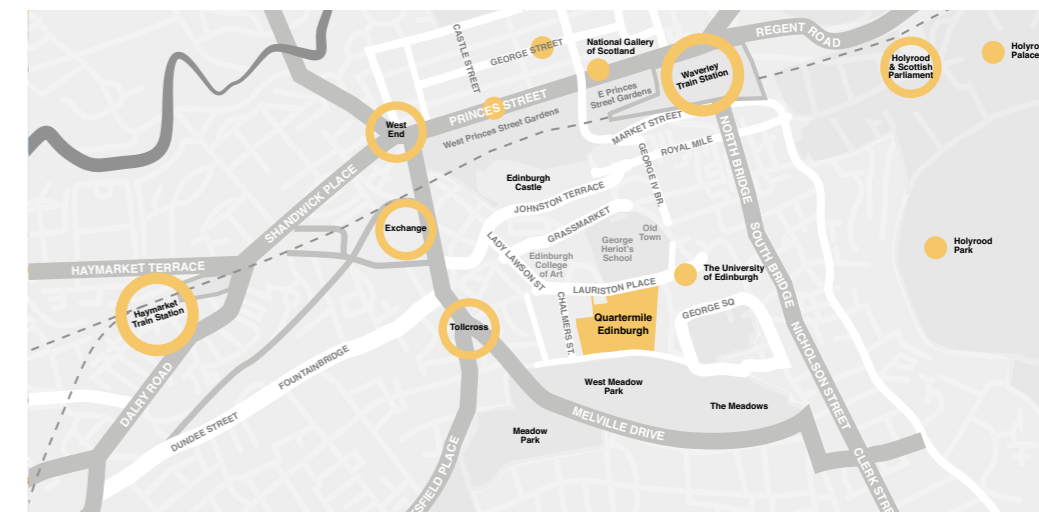 CASTLE STREET
GEORGE STREET
National Gallery
of Scotland
REGENT ROAD
Waverley
Train Station
Holyrood
& Scottish
Parliament
Holyro
Palace
E Princes
Street Gardens
PRINCES STREET
West Princes Street Gardens
West
End
MARKET STREET
ROYAL MILE
NORTH BRIDGE
GEORGE IV BR.
SHANDWICK PLACE
Edinburgh
Castle
JOHNSTON TERRACE
GRASSMARKET
Exchange
LADY LAWSON ST
Old
Town
George
Heriot's
School
SOUTH BRIDGE
Holyrood
Park
HAYMARKET TERRACE
Edinburgh
College
of Art
The University
of Edinburgh
LAURISTON PLACE
Haymarket
Train Station
Tollcross
CHALMERS ST.
Quartermile
Edinburgh
GEORGE SQ
NICHOLSON STREET
FOUNTAINBRIDGE
DALRY ROAD
West Meadow
Park
The Meadows
DUNDEE STREET
Meadow
Park
MELVILLE DRIVE
SFIELD PLACE
CLERK STRE